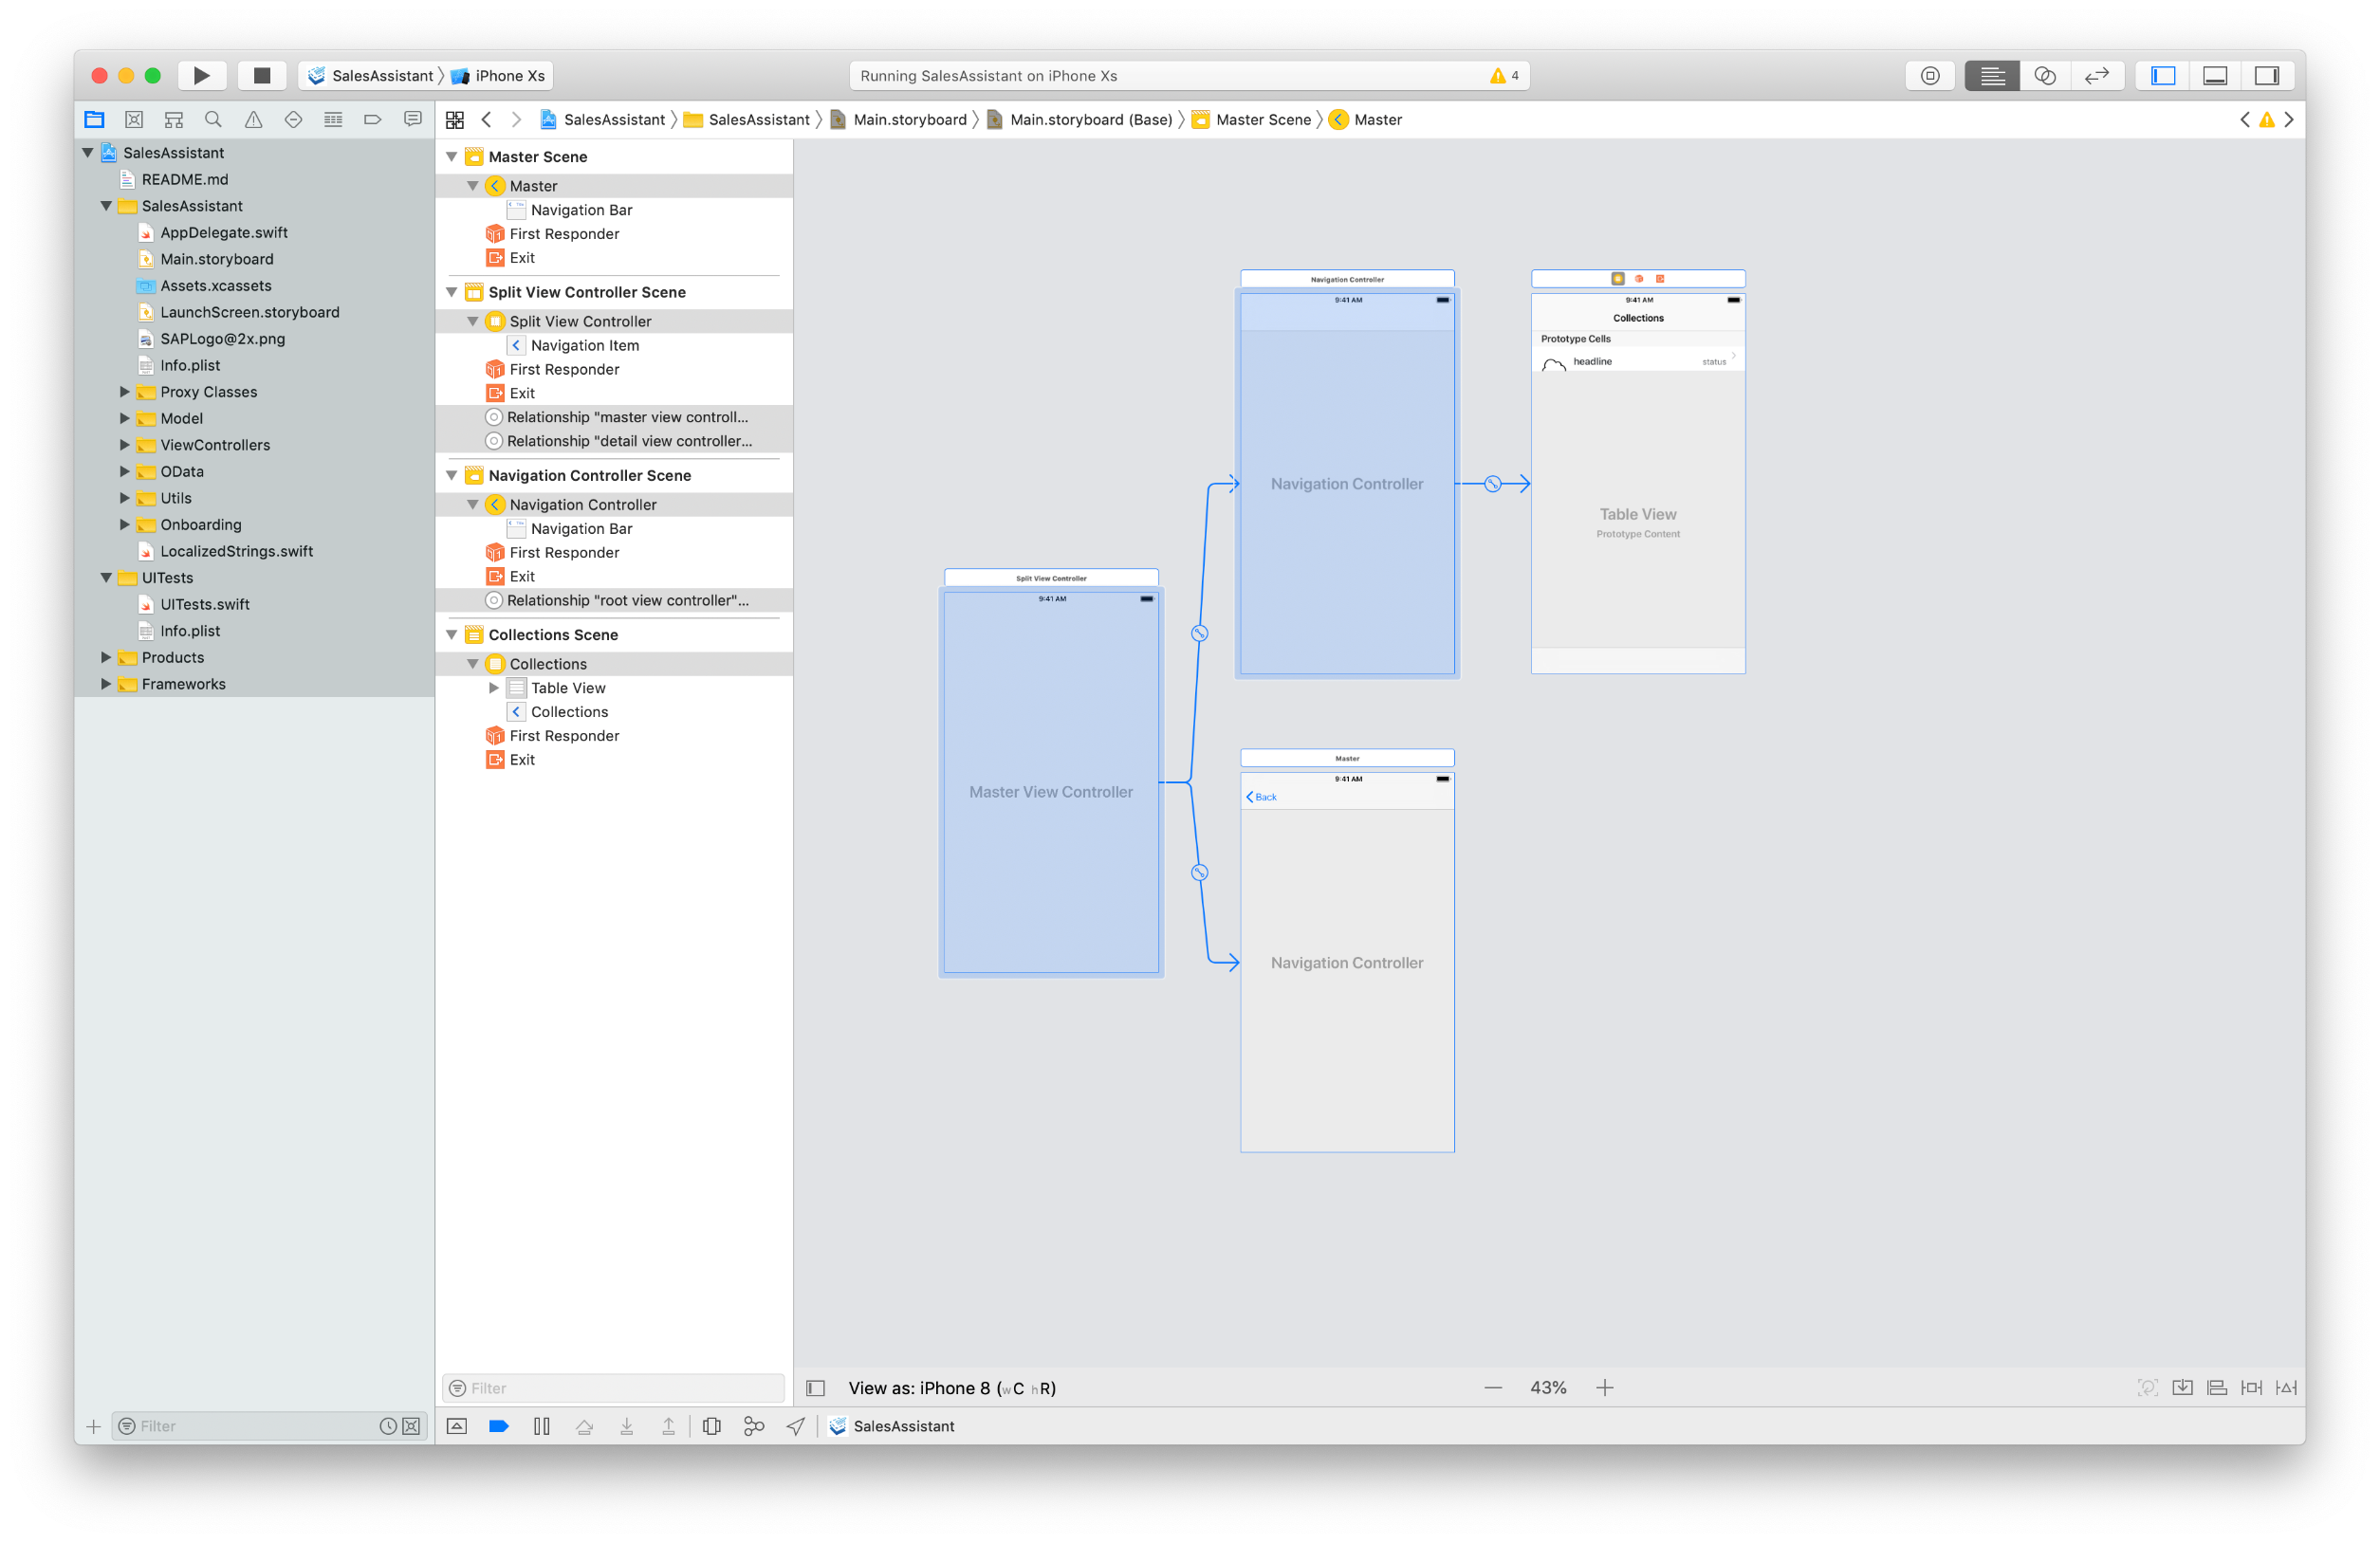 SalesAssistant
iPhone Xs
Running SalesAssistant on iPhone Xs
4
SalesAssistant
SalesAssistant
Main.storyboard
Main.storyboard (Base)
Master Scene
Master
SalesAssistant
README.md
SalesAssistant
AppDelegate.swift
Main.storyboard
Assets.xcassets
LaunchScreen.storyboard
SAPLogo@2x.png
Info.plist
Proxy Classes
Model
ViewControllers
OData
Utils
Onboarding
LocalizedStrings.swift
UITests
UITests.swift
Info.plist
Products
Frameworks
Filter
Master Scene
Master
Navigation Bar
First Responder
Exit
Split View Controller Scene
Split View Controller
Navigation Item
First Responder
Exit
Relationship "master view controll...
Relationship "detail view controller...
Navigation Controller Scene
Navigation Controller
Navigation Bar
First Responder
Exit
Relationship "root view controller"...
Collections Scene
Collections
Table View
Collections
First Responder
Exit
Filter
Split View Controller
9:41 AM
Master View Controller
Navigation Controller
9:41 AM
Navigation Controller
9:41 AM
Collections
Prototype Cells
headline
status
Table View
Prototype Content
Master
9:41 AM
Back
Navigation Controller
View as: iPhone 8 (wC hR)
43%
SalesAssistant